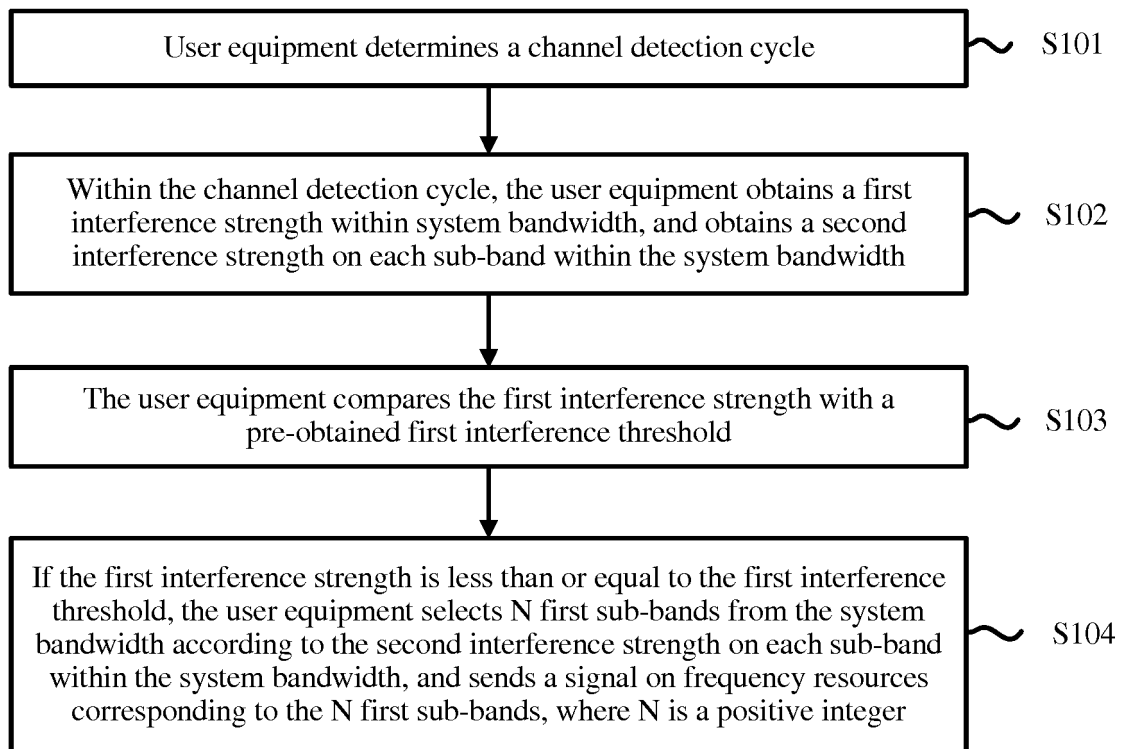 User equipment determines a channel detection cycle
S101
Within the channel detection cycle, the user equipment obtains a first
interference strength within system bandwidth, and obtains a second
interference strength on each sub-band within the system bandwidth
S102
The user equipment compares the first interference strength with a
pre-obtained first interference threshold
S103
If the first interference strength is less than or equal to the first interference
threshold, the user equipment selects N first sub-bands from the system
bandwidth according to the second interference strength on each sub-band
within the system bandwidth, and sends a signal on frequency resources
corresponding to the N first sub-bands, where N is a positive integer
S104